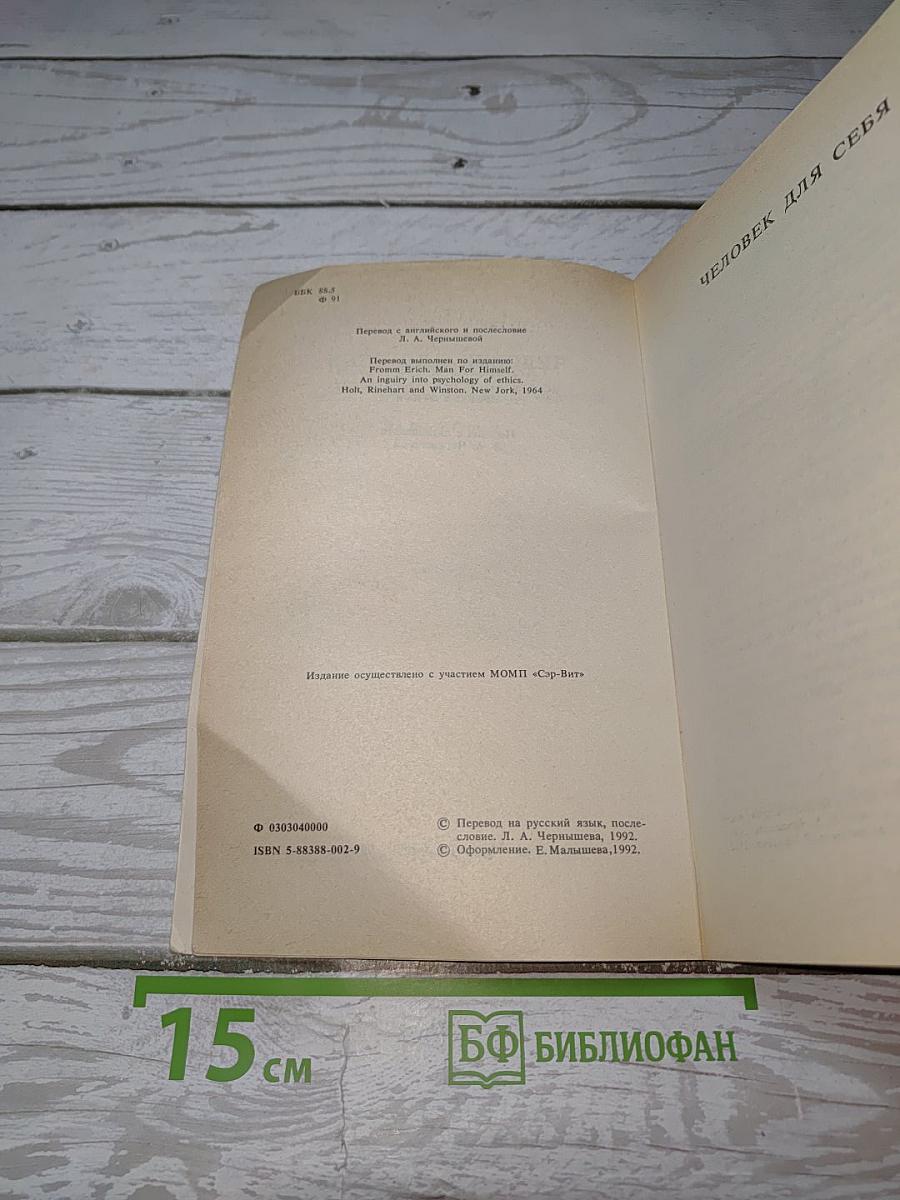 ББК 88.5
Ф 91
Перевод с английского и послесловие
Л. А. Чернышевой
Перевод выполнен по изданию:
Fromm Erich. Man For Himself.
An inguiry into psychology of ethics.
Holt, Rinehart and Winston. New Jork, 1964
Издание осуществлено с участием МОМП «Сэр-Вит»
Ф 0303040000
ISBN 5-88388-002-9
© Перевод на русский язык, после-
словие. Л. А. Чернышева, 1992.
© Оформление. Е. Малышева,1992.
ЧЕЛОВЕК ДЛЯ СЕБЯ
15 см
БФ БИБЛИОФАН